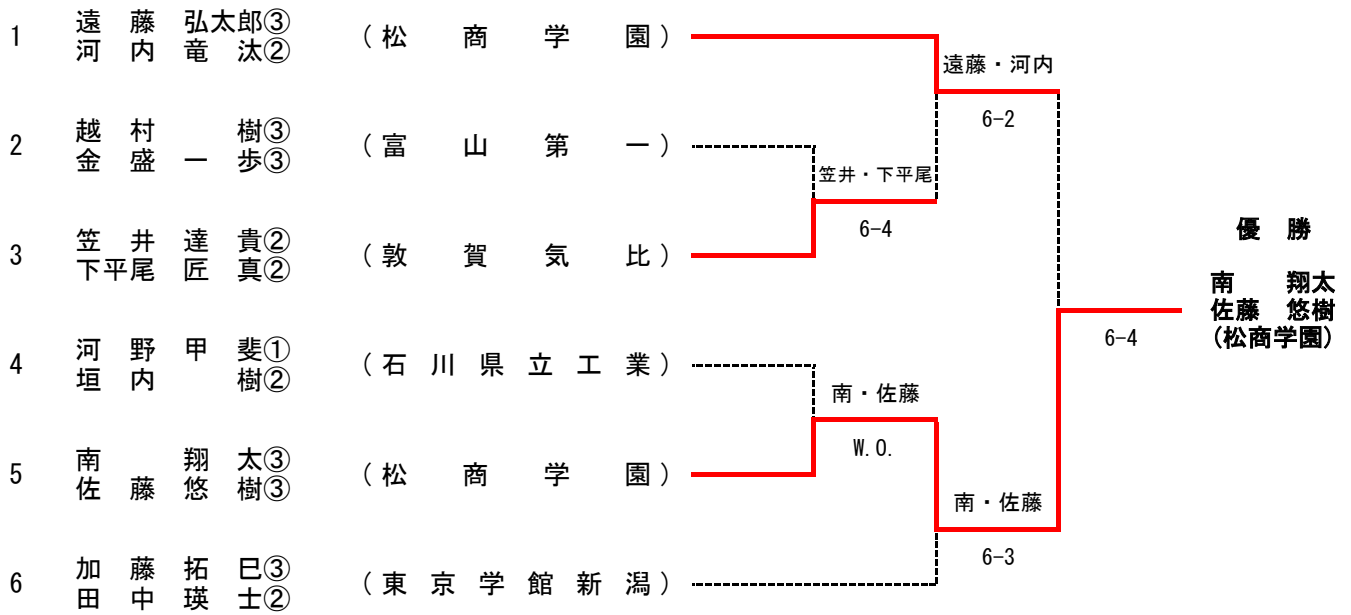 1 遠藤 弘太郎③ (松商学園)
河内竜汰②
遠藤・河内
6-2
2 越村 樹③ (富山第一)
金盛一歩③
笠井・下平尾
6-4
3 笠井達貴② (敦賀気比)
下平尾匠真②
優 勝
南 翔太
佐藤 悠樹
(松商学園)
6-4
4 河野甲斐① (石川県立工業)
垣内 樹②
南・佐藤
W.O.
5 南 翔太③ (松商学園)
佐藤悠樹③
南・佐藤
6-3
6 加藤拓巳③ (東京学館新潟)
田中瑛士②